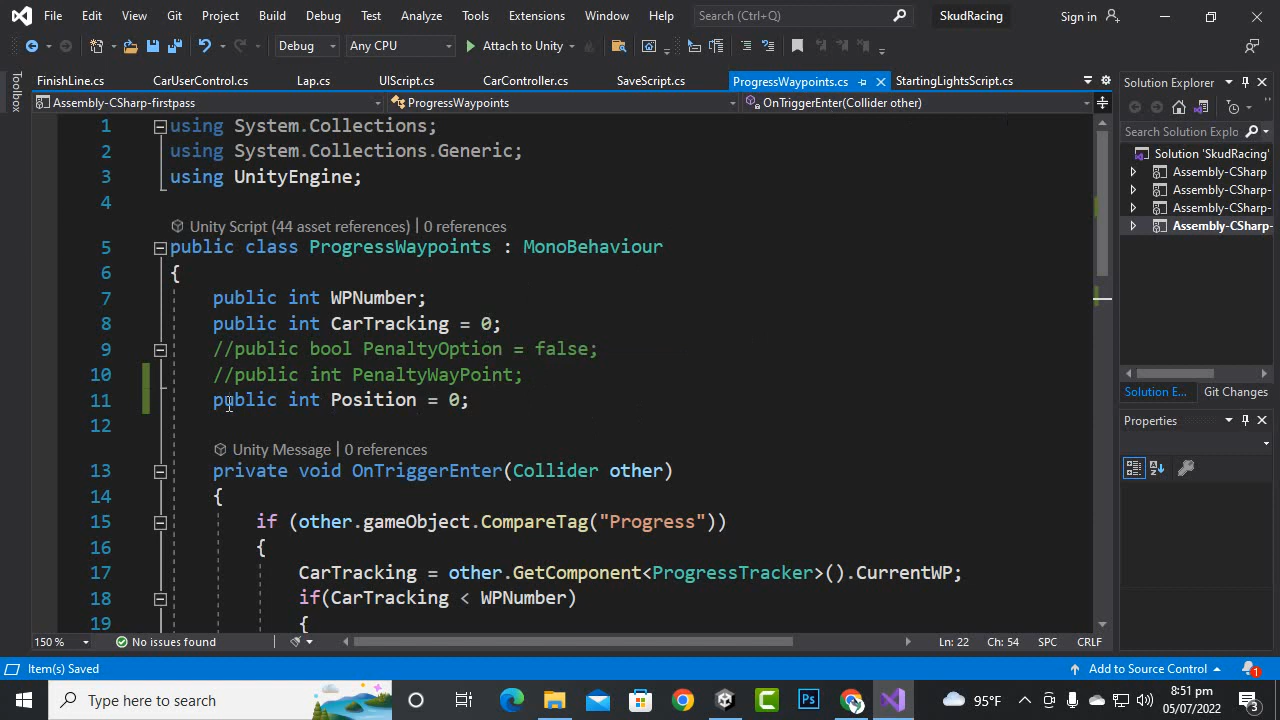 File Edit View Git Project Build Debug Test Analyze Tools Extensions Window Help Search (Ctrl+Q) SkudRacing Sign in
Debug Any CPU Attach to Unity
FinishLine.cs CarUserControl.cs Lap.cs UIScript.cs CarController.cs SaveScript.cs ProgressWaypoints.cs StartingLightsScript.cs
Toolbox
Assembly-CSharp-firstpass ProgressWaypoints OnTriggerEnter(Collider other)
1 using System.Collections;
2 using System.Collections.Generic;
3 using UnityEngine;
4
Unity Script (44 asset references) | 0 references
5 public class ProgressWaypoints : MonoBehaviour
6 {
7 public int WPNumber;
8 public int CarTracking = 0;
9 //public bool PenaltyOption = false;
10 //public int PenaltyWayPoint;
11 public int Position = 0;
12
Unity Message | 0 references
13 private void OnTriggerEnter(Collider other)
14 {
15 if (other.gameObject.CompareTag("Progress"))
16 {
17 CarTracking = other.GetComponent<ProgressTracker>().CurrentWP;
18 if(CarTracking < WPNumber)
19 {
150 % No issues found Ln: 22 Ch: 54 SPC CRLF
Solution Explorer
Search Solution Explo
Solution 'SkudRacing'
Assembly-CSharp
Assembly-CSharp-
Assembly-CSharp-
Assembly-CSharp-
Solution E... Git Changes
Properties
Item(s) Saved Add to Source Control 1
Type here to search 95°F 8:51 pm
05/07/2022 3